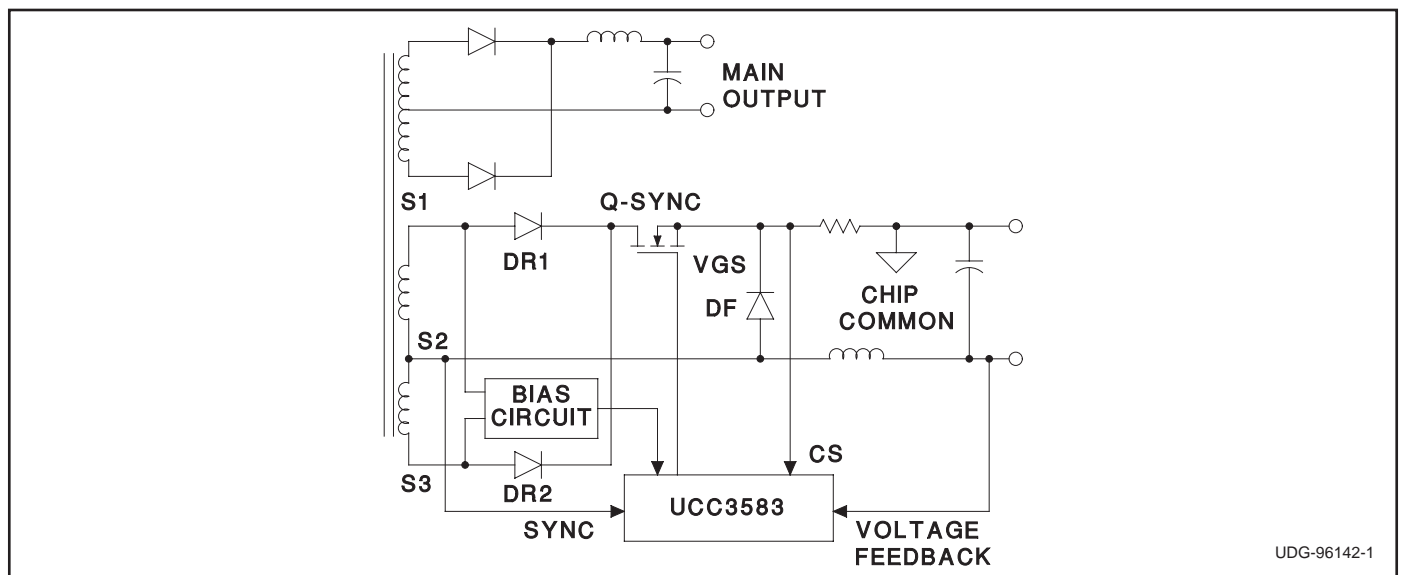 MAIN
OUTPUT
S1
Q-SYNC
DR1
VGS
DF
CHIP
COMMON
S2
BIAS
CIRCUIT
CS
S3
DR2
UCC3583
SYNC
VOLTAGE
FEEDBACK
UDG-96142-1